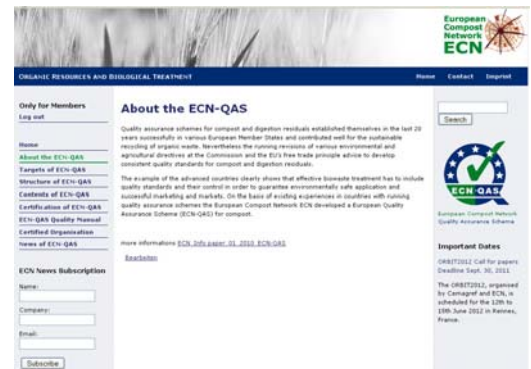 European
Compost
Network
ECN
ORGANIC RESOURCES AND BIOLOGICAL TREATMENT
Home Contact Imprint
Only for Members
Log out
Home
About the ECN-QAS
Targets of ECN-QAS
Structure of ECN-QAS
Contents of ECN-QAS
Certification of ECN-QAS
ECN-QAS Quality Manual
Certified Organisation
News of ECN-QAS
ECN News Bubscription
Name:
Company:
Email:
Subscribe
About the ECN-QAS
Quality assurance schemes for compost and digestion residuals established themselves in the last 20
years successfully in various European Member States and contributed well for the sustainable
recycling of organic waste. Nevertheless the running revisions of various environmental and
agricultural directives at the Commission and the EU's free trade principle advice to develop
consistent quality standards for compost and digestion residuals.
The example of the advanced countries clearly shows that effective biowaste treatment has to include
quality standards and their control in order to guarantee environmentally safe application and
successful marketing and markets. On the basis of existing experiences in countries with running
quality assurance schemes the European Compost Network ECN developed a European Quality
Assurance Scheme (ECN-QAS) for compost.
more informations ECN_Info paper_01_2010_ECN-QAS
Bearbeiten
Search
ECN QAS
European Compost Network
Quality Assurance Scheme
Important Dates
ORBIT2012 Call for papers
Deadline Sept. 30, 2011
The ORBIT2012, organised
by Cemagref and ECN, is
scheduled for the 12th to
15th June 2012 in Rennes,
France.